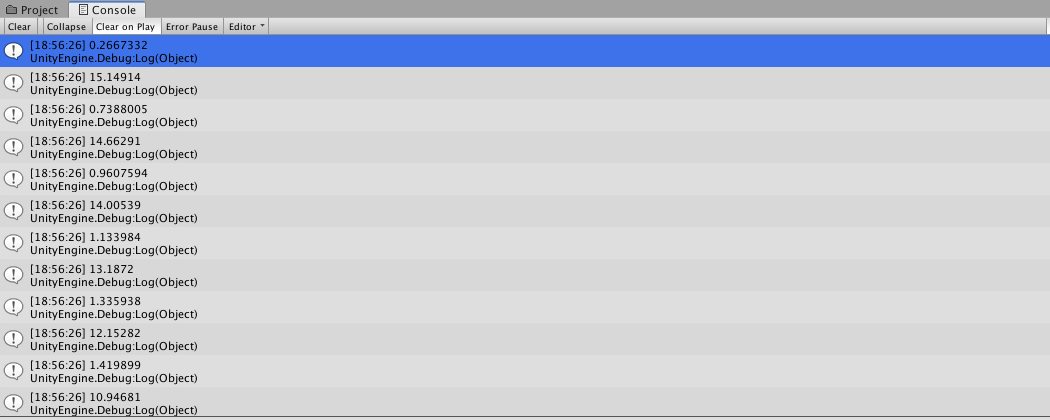 Project Console
Clear Collapse Clear on Play Error Pause Editor
[18:56:26] 0.2667332
UnityEngine.Debug:Log(Object)
[18:56:26] 15.14914
UnityEngine.Debug:Log(Object)
[18:56:26] 0.7388005
UnityEngine.Debug:Log(Object)
[18:56:26] 14.66291
UnityEngine.Debug:Log(Object)
[18:56:26] 0.9607594
UnityEngine.Debug:Log(Object)
[18:56:26] 14.00539
UnityEngine.Debug:Log(Object)
[18:56:26] 1.133984
UnityEngine.Debug:Log(Object)
[18:56:26] 13.1872
UnityEngine.Debug:Log(Object)
[18:56:26] 1.335938
UnityEngine.Debug:Log(Object)
[18:56:26] 12.15282
UnityEngine.Debug:Log(Object)
[18:56:26] 1.419899
UnityEngine.Debug:Log(Object)
[18:56:26] 10.94681
UnityEngine.Debug:Log(Object)